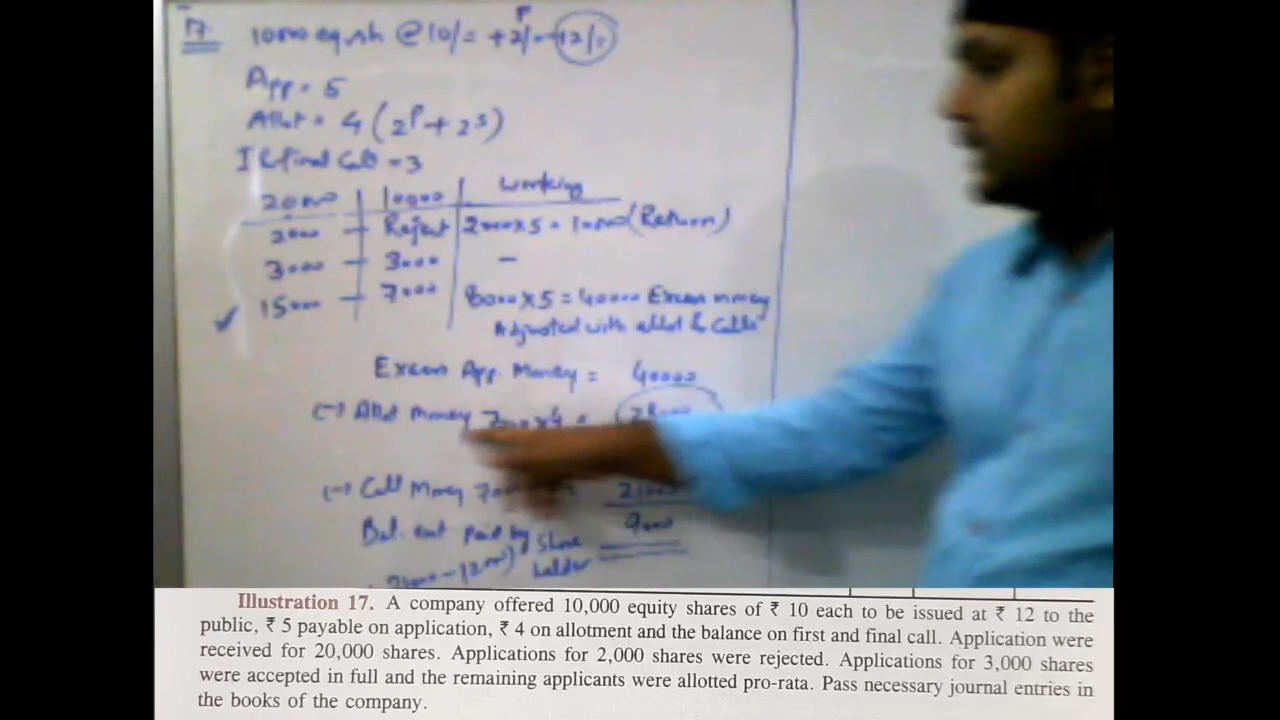 17. 10000 eq.sh @ 10/= +2/= P =12/=
App = 5
Allot = 4 (2P + 2S)
I & final Call = 3
20000 | 10000 | Working
2000 - Reject | 2000 x 5 = 10000 (Return)
3000 - 3000 | -
✓ 15000 - 7000 | 8000 x 5 = 40000 Excess money
Adjusted with allot & Calls
Excess App. Money = 40000
(-) Allot Money 7000 x 4 = (28000
(-) Call Money 21000
Bal. amt paid by share holder 9000
Illustration 17. A company offered 10,000 equity shares of ₹ 10 each to be issued at ₹ 12 to the
public, ₹ 5 payable on application, ₹ 4 on allotment and the balance on first and final call. Application were
received for 20,000 shares. Applications for 2,000 shares were rejected. Applications for 3,000 shares
were accepted in full and the remaining applicants were allotted pro-rata. Pass necessary journal entries in
the books of the company.